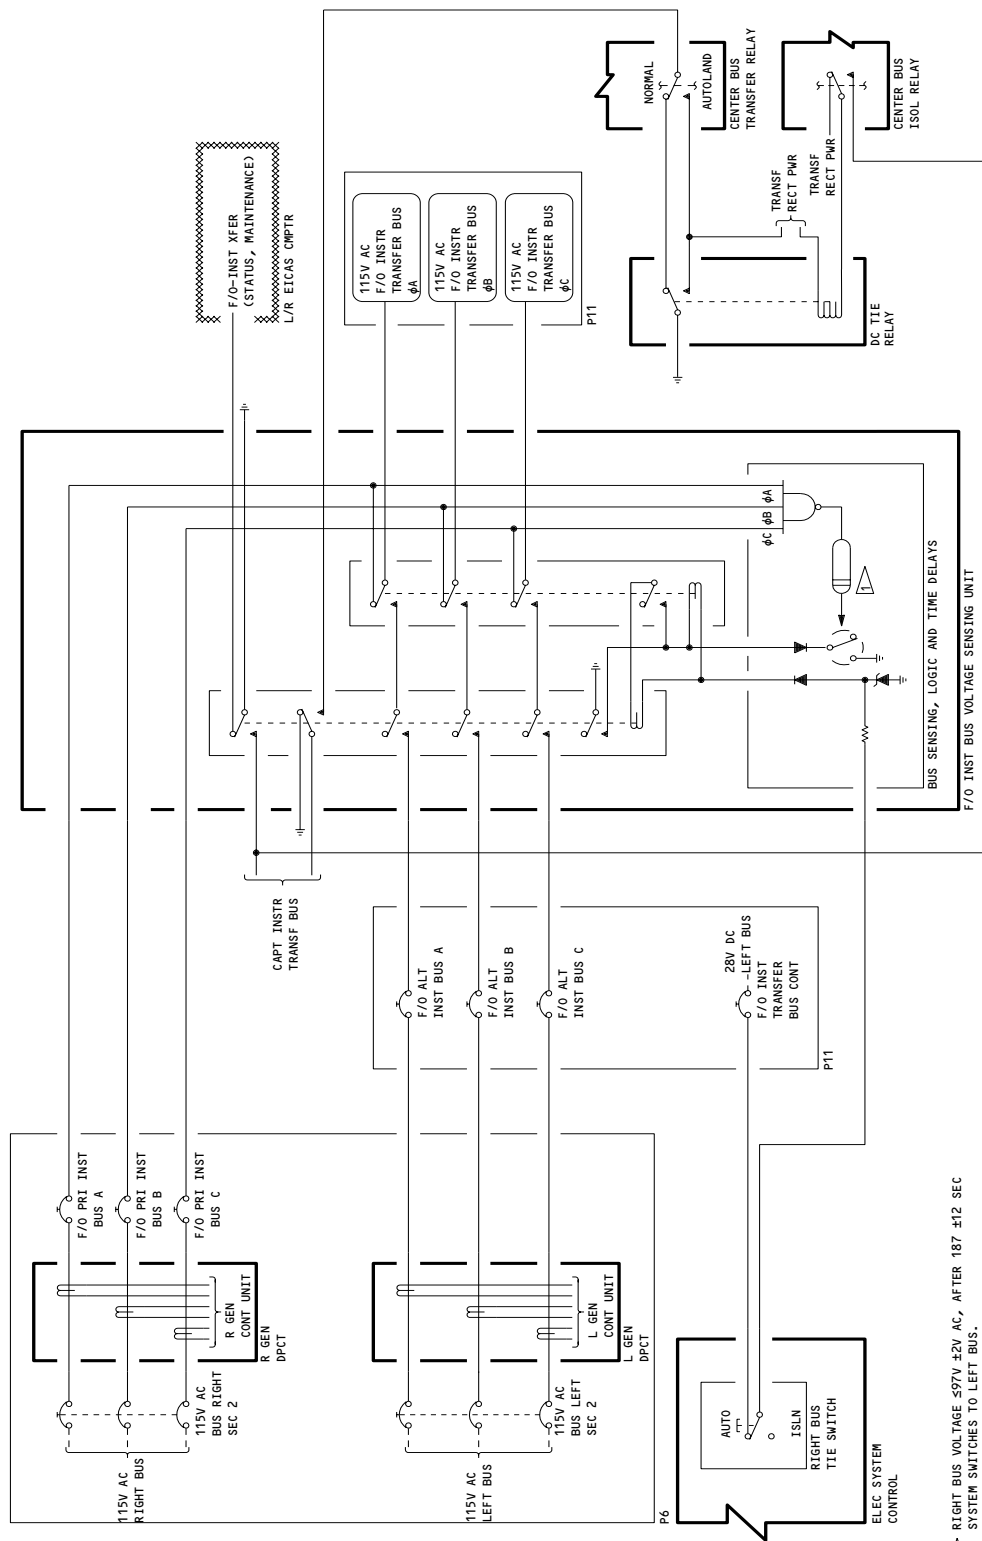 115V AC
RIGHT BUS
115V AC
BUS RIGHT
SEC 2
R GEN
CONT UNIT
R GEN
DPCT
F/O PRI INST
BUS A
F/O PRI INST
BUS B
F/O PRI INST
BUS C
115V AC
LEFT BUS
115V AC
BUS LEFT
SEC 2
L GEN
CONT UNIT
L GEN
DPCT
P6
AUTO
ISLN
RIGHT BUS
TIE SWITCH
ELEC SYSTEM
CONTROL
F/O ALT
INST BUS A
F/O ALT
INST BUS B
F/O ALT
INST BUS C
28V DC
LEFT BUS
F/O INST
TRANSFER
BUS CONT
P11
CAPT INSTR
TRANSF BUS
ϕC ϕB ϕA
1
BUS SENSING, LOGIC AND TIME DELAYS
F/O INST BUS VOLTAGE SENSING UNIT
F/O-INST XFER
(STATUS, MAINTENANCE)
L/R EICAS CMPTR
115V AC
F/O INSTR
TRANSFER BUS
ϕA
115V AC
F/O INSTR
TRANSFER BUS
ϕB
115V AC
F/O INSTR
TRANSFER BUS
ϕC
P11
DC TIE
RELAY
TRANSF
RECT PWR
TRANSF
RECT PWR
NORMAL
AUTOLAND
CENTER BUS
TRANSFER RELAY
CENTER BUS
ISOL RELAY
RIGHT BUS VOLTAGE ≤97V ±2V AC, AFTER 187 ±12 SEC
SYSTEM SWITCHES TO LEFT BUS.